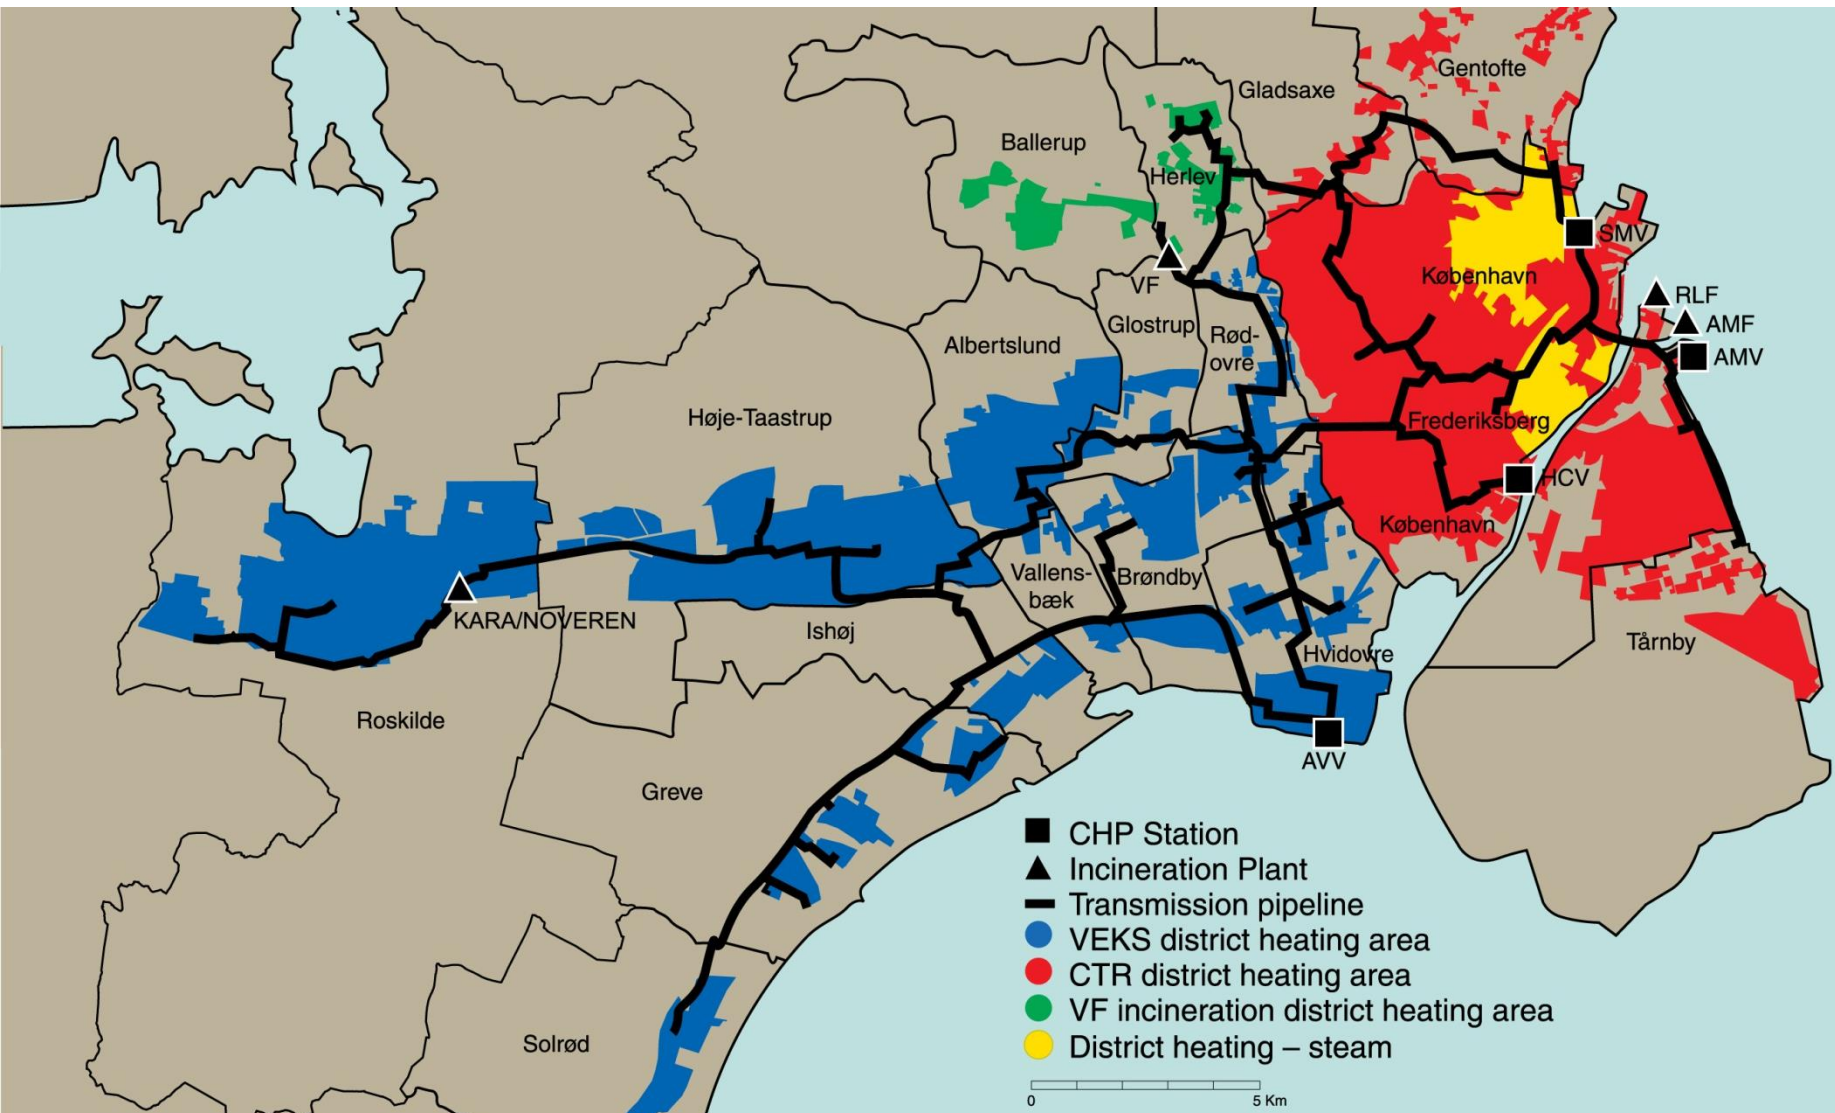 Gentofte
Gladsaxe
Ballerup
Herlev
SMV
København
VF
RLF
Glostrup
AMF
Rød-
ovre
Albertslund
AMV
Høje-Taastrup
Frederiksberg
HCV
København
Vallens-
bæk
Brøndby
KARA/NOVEREN
Ishøj
Hvidovre
Tårnby
Roskilde
AVV
Greve
Solrød
CHP Station
Incineration Plant
Transmission pipeline
VEKS district heating area
CTR district heating area
VF incineration district heating area
District heating – steam
0 5 Km